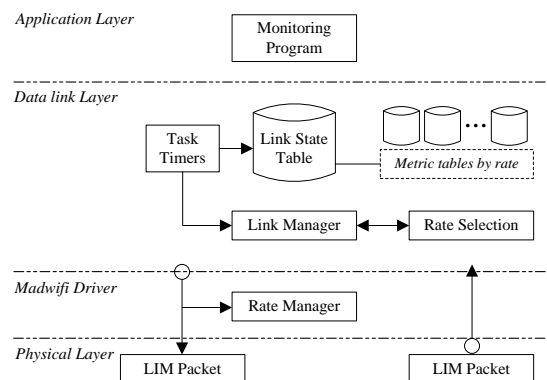 Application Layer
Monitoring
Program
Data link Layer
Task
Timers
Link State
Table
Metric tables by rate
Link Manager
Rate Selection
Madwifi Driver
Rate Manager
Physical Layer
LIM Packet
LIM Packet